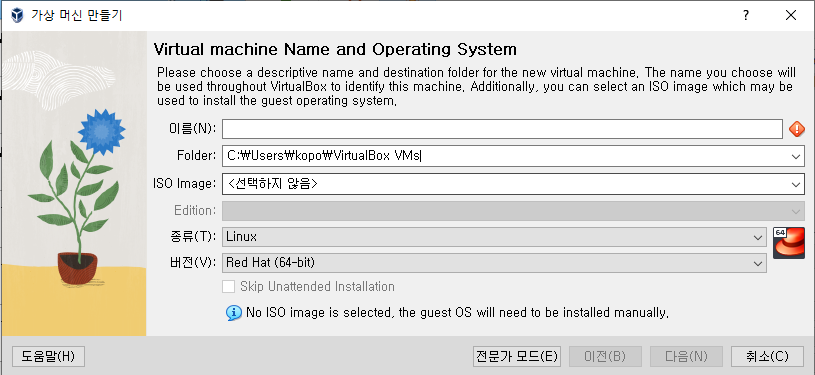 가상 머신 만들기
?
Virtual machine Name and Operating System
Please choose a descriptive name and destination folder for the new virtual machine. The name you choose will
be used throughout VirtualBox to identify this machine. Additionally, you can select an ISO image which may be
used to install the guest operating system.
이름(N):
Folder: C:₩Users₩kopo₩VirtualBox VMs
ISO Image: <선택하지 않음>
Edition:
종류(T): Linux
64
버전(V): Red Hat (64-bit)
Skip Unattended Installation
No ISO image is selected, the guest OS will need to be installed manually.
도움말(H) 전문가 모드(E) 이전(B) 다음(N) 취소(C)